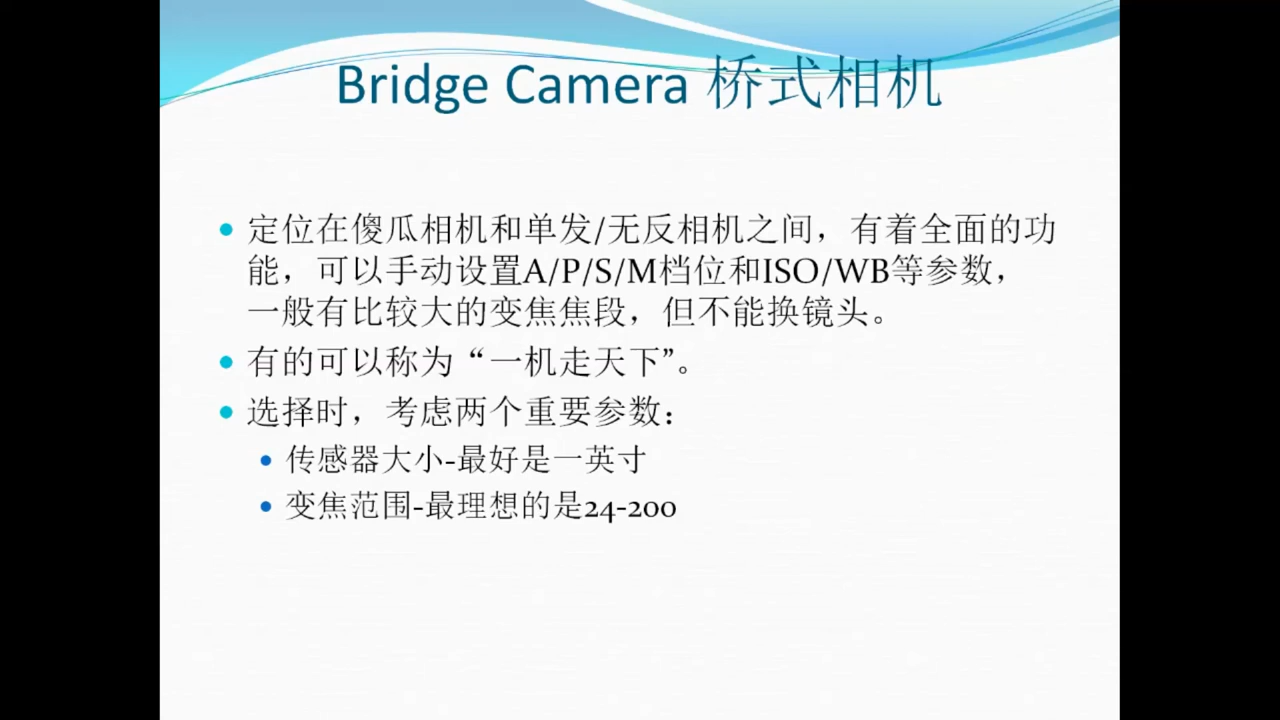 Bridge Camera 桥式相机
定位在傻瓜相机和单发/无反相机之间，有着全面的功
能，可以手动设置A/P/S/M档位和ISO/WB等参数，
一般有比较大的变焦焦段，但不能换镜头。
有的可以称为“一机走天下”。
选择时，考虑两个重要参数：
传感器大小-最好是一英寸
变焦范围-最理想的是24-200